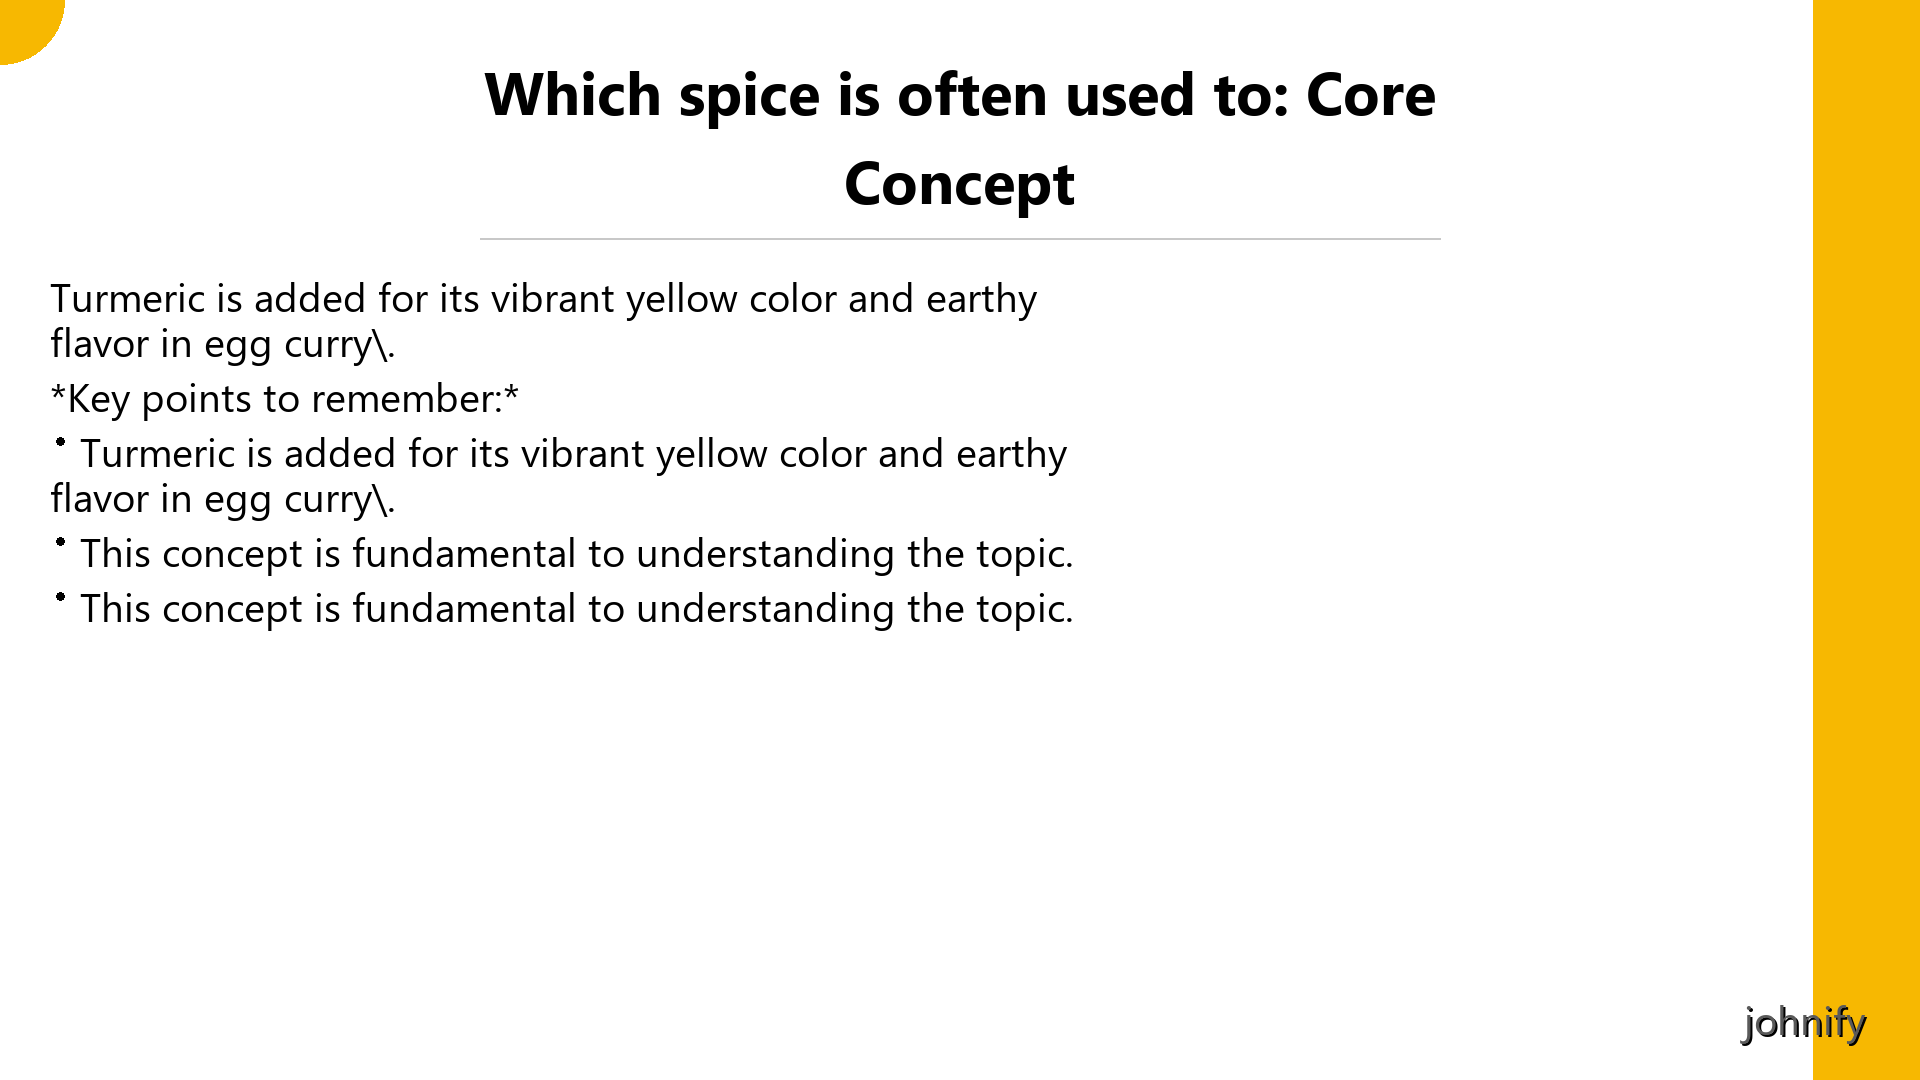 Which spice is often used to: Core
Concept
Turmeric is added for its vibrant yellow color and earthy
flavor in egg curry\.
*Key points to remember:*
• Turmeric is added for its vibrant yellow color and earthy
flavor in egg curry\.
• This concept is fundamental to understanding the topic.
• This concept is fundamental to understanding the topic.
johnify